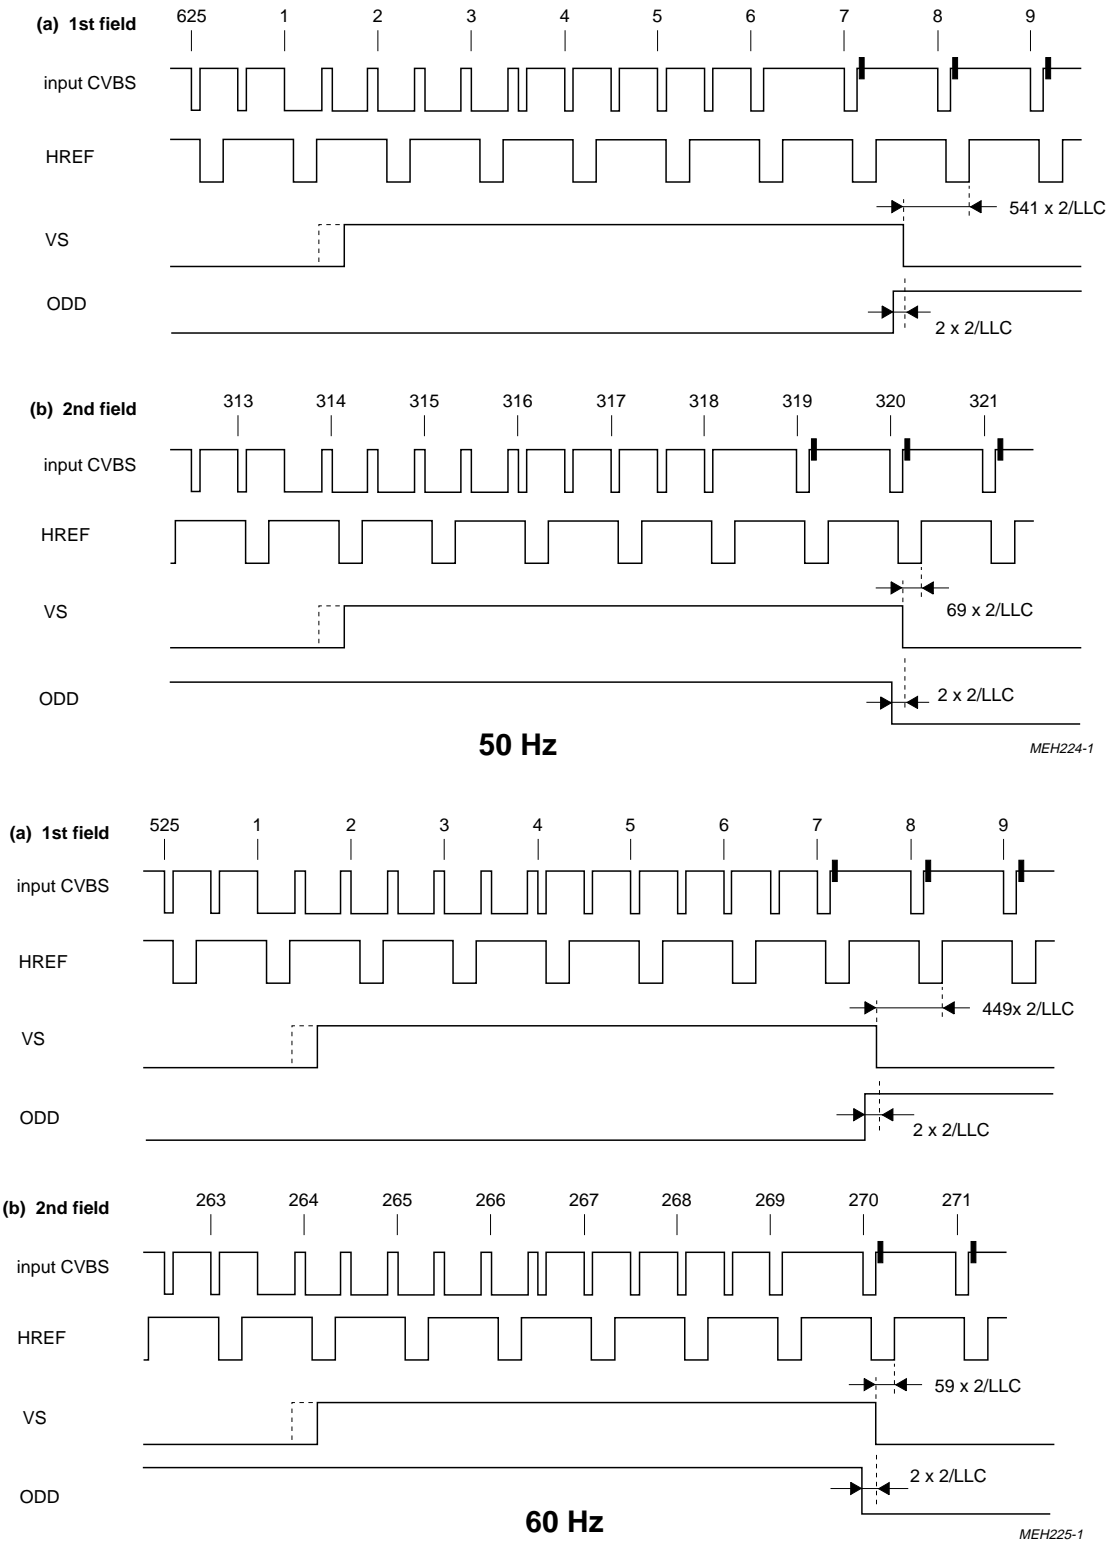 (a) 1st field 625 1 2 3 4 5 6 7 8 9
input CVBS
HREF
541 x 2/LLC
VS
ODD
2 x 2/LLC
(b) 2nd field 313 314 315 316 317 318 319 320 321
input CVBS
HREF
VS
69 x 2/LLC
ODD
2 x 2/LLC
50 Hz
MEH224-1
(a) 1st field 525 1 2 3 4 5 6 7 8 9
input CVBS
HREF
449x 2/LLC
VS
ODD
2 x 2/LLC
(b) 2nd field 263 264 265 266 267 268 269 270 271
input CVBS
HREF
59 x 2/LLC
VS
2 x 2/LLC
ODD
60 Hz
MEH225-1